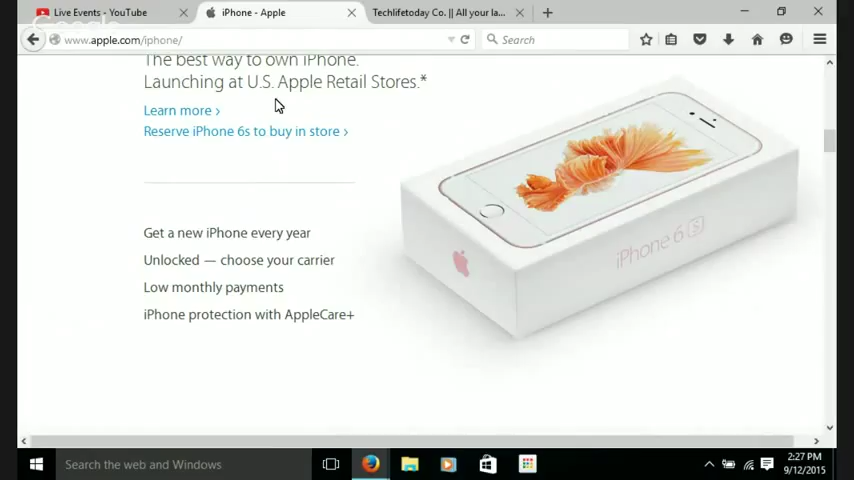 Live Events - YouTube
iPhone - Apple
Techlifetoday Co. || All your la...
Google
www.apple.com/iphone/
Search
The best way to own iPhone.
Launching at U.S. Apple Retail Stores.*
Learn more ›
Reserve iPhone 6s to buy in store ›
Get a new iPhone every year
Unlocked — choose your carrier
Low monthly payments
iPhone protection with AppleCare+
iPhone 6 S
Search the web and Windows
2:27 PM
9/12/2015